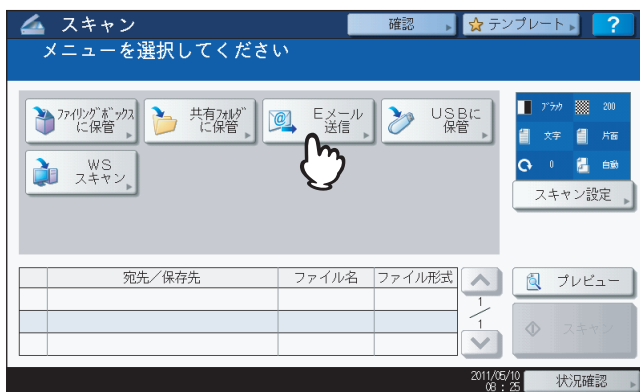 スキャン
確認
テンプレート
?
メニューを選択してください
ファイリングボックス
に保管
共有フォルダ
に保管
Eメール
送信
USBに
保管
WS
スキャン
ブラック
200
文字
片面
0
自動
スキャン設定
宛先/保存先
ファイル名
ファイル形式
1
1
プレビュー
スキャン
2011/05/10
08:25
状況確認